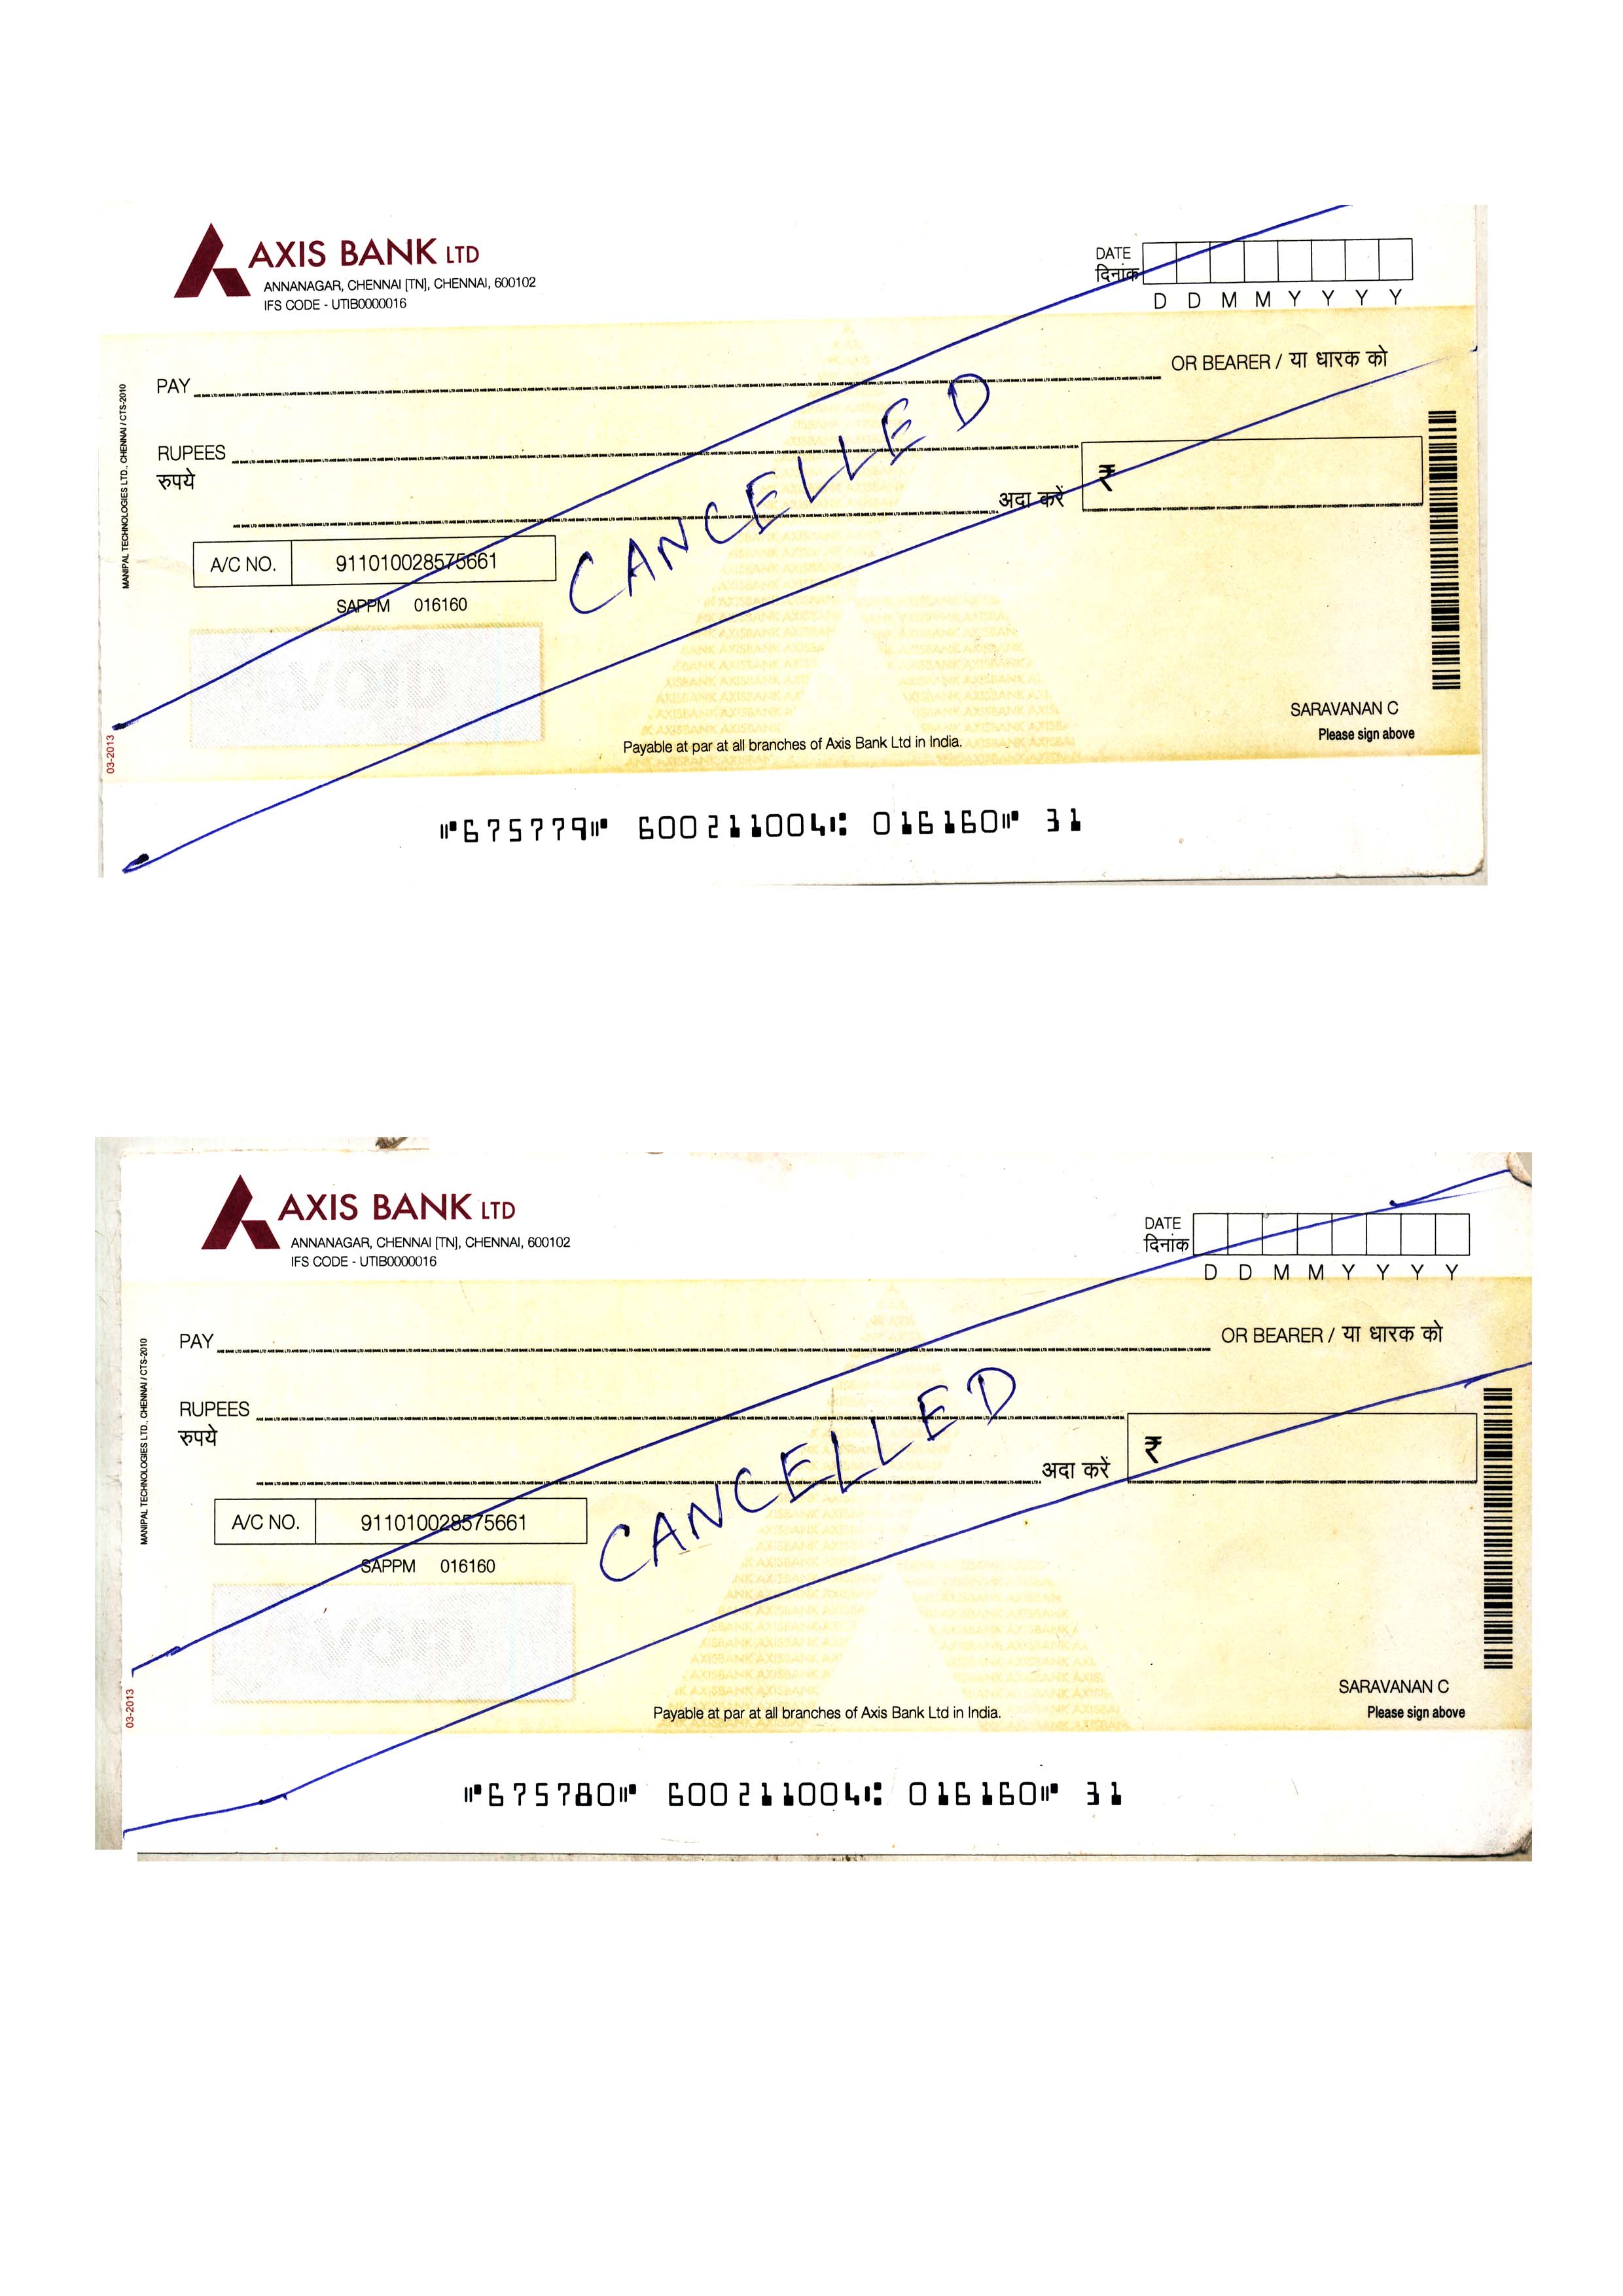 AXIS BANK LTD
ANNANAGAR, CHENNAI [TN], CHENNAI, 600102
IFS CODE - UTIB0000016
DATE
दिनांक
D D M M Y Y Y Y
PAY
OR BEARER / या धारक को
RUPEES
रुपये
अदा करें
₹
CANCELLED
A/C NO. 911010028575661
SAPPM 016160
VOID
MANIPAL TECHNOLOGIES LTD., CHENNAI / CTS-2010
03-2013
SARAVANAN C
Please sign above
Payable at par at all branches of Axis Bank Ltd in India.
⑈675779⑈ 600211004⑆ 016160⑈ 31
AXIS BANK LTD
ANNANAGAR, CHENNAI [TN], CHENNAI, 600102
IFS CODE - UTIB0000016
DATE
दिनांक
D D M M Y Y Y Y
PAY
OR BEARER / या धारक को
RUPEES
रुपये
अदा करें
₹
CANCELLED
A/C NO. 911010028575661
SAPPM 016160
VOID
MANIPAL TECHNOLOGIES LTD., CHENNAI / CTS-2010
03-2013
SARAVANAN C
Please sign above
Payable at par at all branches of Axis Bank Ltd in India.
⑈675780⑈ 600211004⑆ 016160⑈ 31